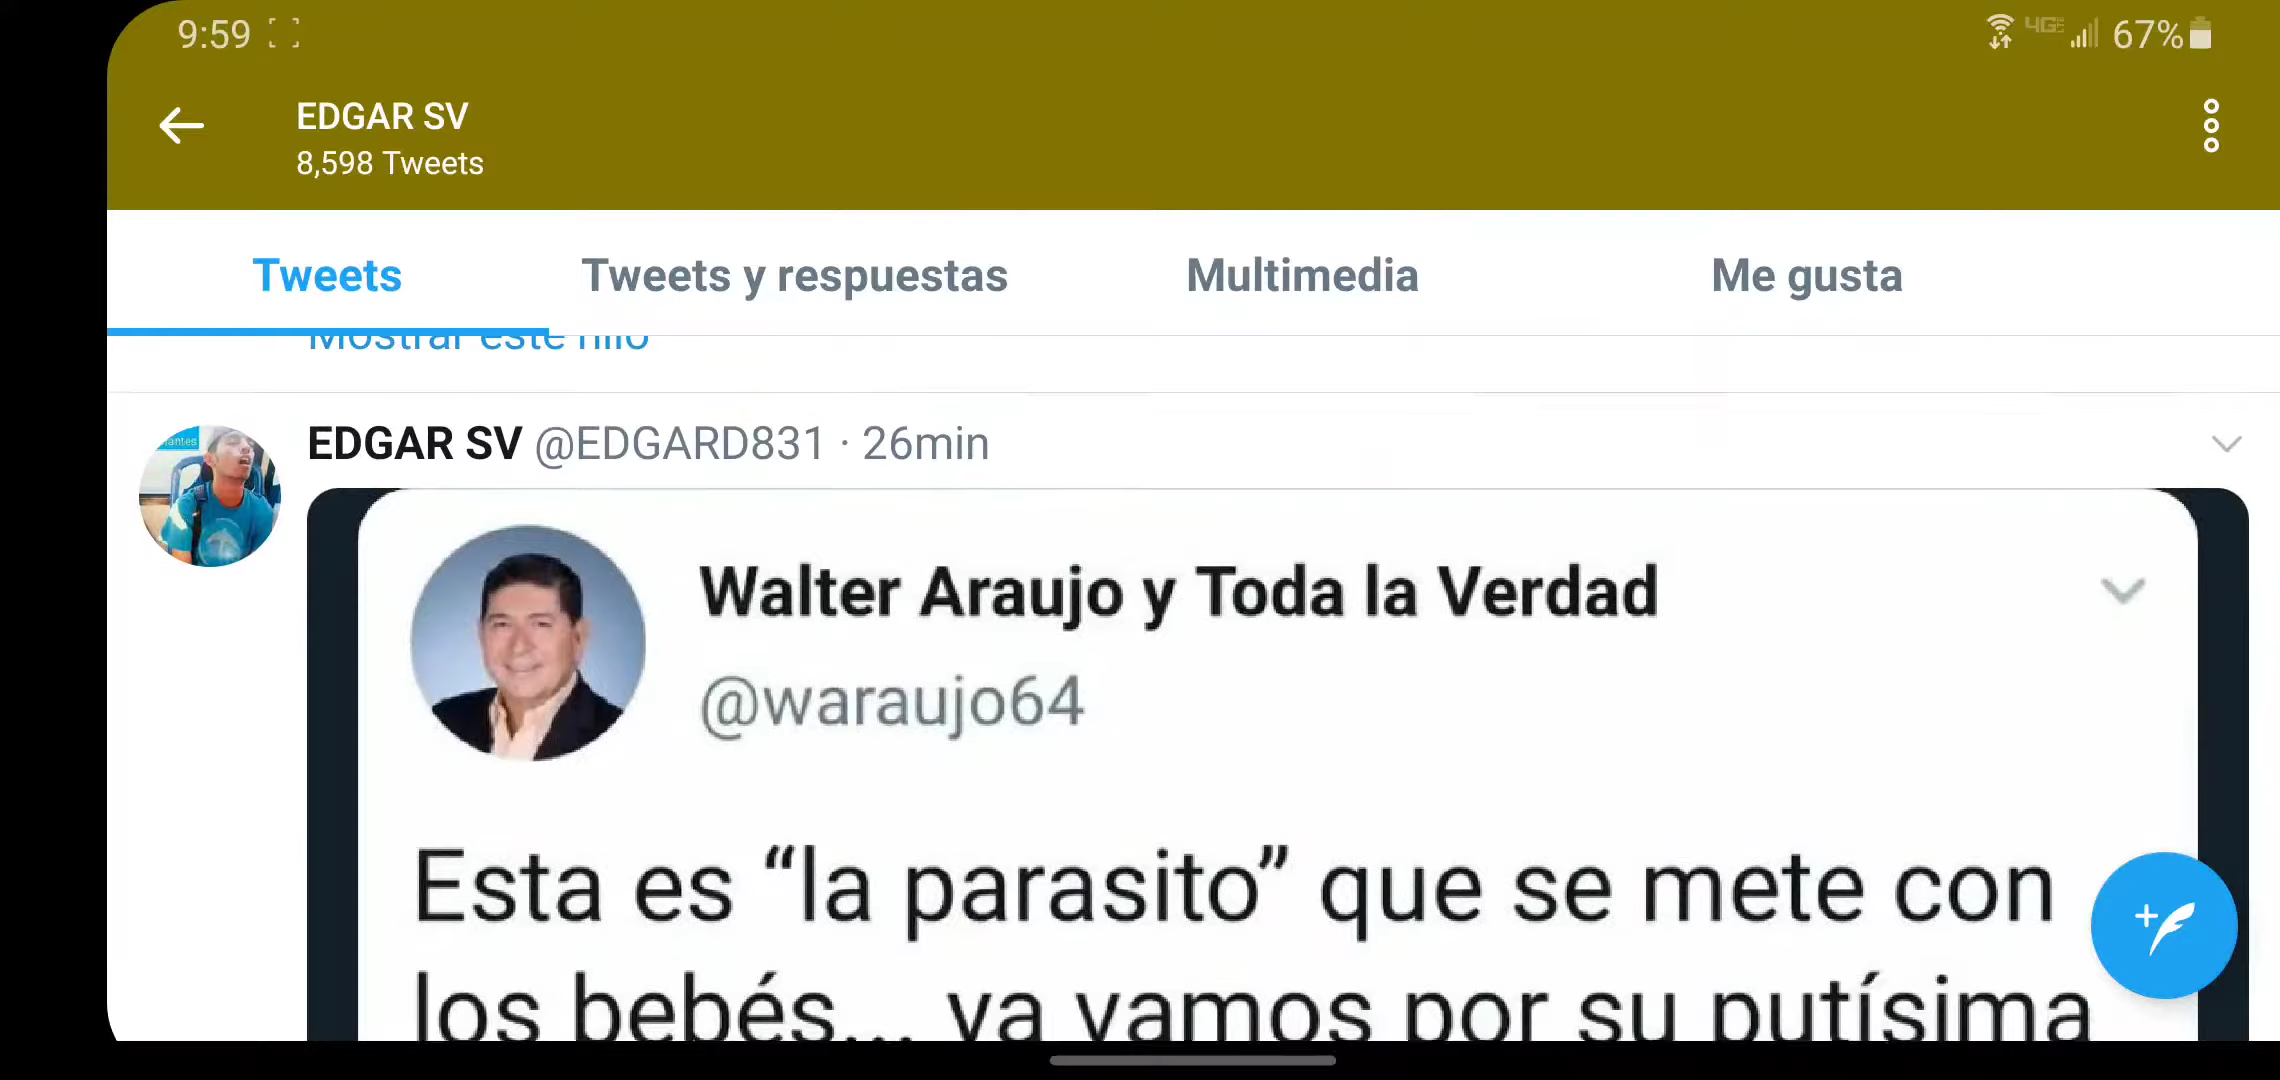 9:59
4G
67%
EDGAR SV
8,598 Tweets
Tweets
Tweets y respuestas
Multimedia
Me gusta
Mostrar este hilo
antes
EDGAR SV @EDGARD831 · 26min
Walter Araujo y Toda la Verdad
@waraujo64
Esta es “la parasito” que se mete con
los bebés... ya vamos por su putísima